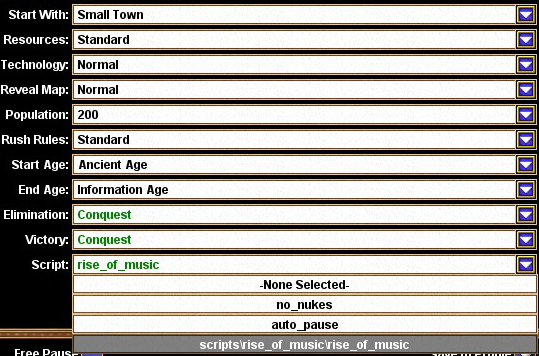 Start With: Small Town
Resources: Standard
Technology: Normal
Reveal Map: Normal
Population: 200
Rush Rules: Standard
Start Age: Ancient Age
End Age: Information Age
Elimination: Conquest
Victory: Conquest
Script: rise_of_music
-None Selected-
no_nukes
auto_pause
scripts\rise_of_music\rise_of_music
Free Pause